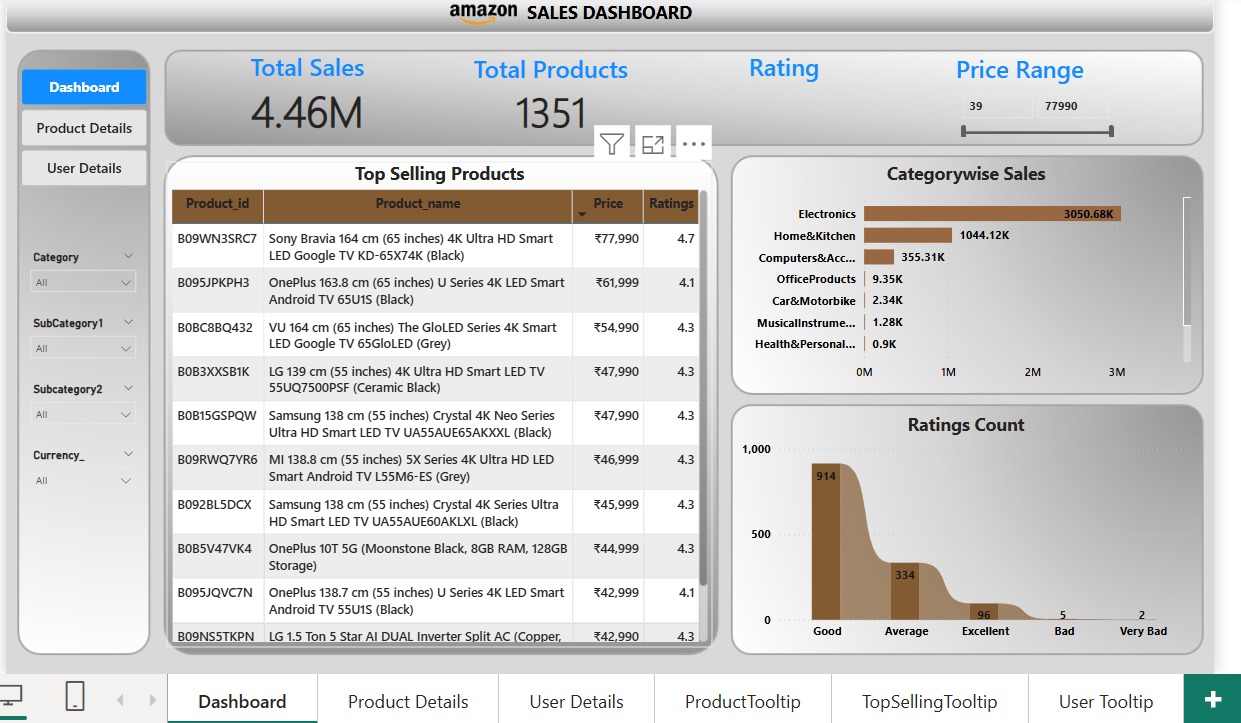 amazon SALES DASHBOARD
Dashboard
Product Details
User Details
Category
All
SubCategory1
All
Subcategory2
All
Currency_
All
Total Sales
4.46M
Total Products
1351
Rating
Price Range
39 77990
Top Selling Products
Product_id Product_name Price Ratings
B09WN3SRC7 Sony Bravia 164 cm (65 inches) 4K Ultra HD Smart ₹77,990 4.7
LED Google TV KD-65X74K (Black)
B095JPKPH3 OnePlus 163.8 cm (65 inches) U Series 4K LED Smart ₹61,999 4.1
Android TV 65U1S (Black)
B0BC8BQ432 VU 164 cm (65 inches) The GloLED Series 4K Smart ₹54,990 4.3
LED Google TV 65GloLED (Grey)
B0B3XXSB1K LG 139 cm (55 inches) 4K Ultra HD Smart LED TV ₹47,990 4.3
55UQ7500PSF (Ceramic Black)
B0B15GSPQW Samsung 138 cm (55 inches) Crystal 4K Neo Series ₹47,990 4.3
Ultra HD Smart LED TV UA55AUE65AKXXL (Black)
B09RWQ7YR6 MI 138.8 cm (55 inches) 5X Series 4K Ultra HD LED ₹46,999 4.3
Smart Android TV L55M6-ES (Grey)
B092BL5DCX Samsung 138 cm (55 inches) Crystal 4K Series Ultra ₹45,999 4.3
HD Smart LED TV UA55AUE60AKLXL (Black)
B0B5V47VK4 OnePlus 10T 5G (Moonstone Black, 8GB RAM, 128GB ₹44,999 4.3
Storage)
B095JQVC7N OnePlus 138.7 cm (55 inches) U Series 4K LED Smart ₹42,999 4.1
Android TV 55U1S (Black)
B09NS5TKPN LG 1.5 Ton 5 Star AI DUAL Inverter Split AC (Copper, ₹42,990 4.3
Categorywise Sales
Electronics 3050.68K
Home&Kitchen 1044.12K
Computers&Acc... 355.31K
OfficeProducts 9.35K
Car&Motorbike 2.34K
MusicalInstrume... 1.28K
Health&Personal... 0.9K
0M 1M 2M 3M
Ratings Count
1,000
500
0
914
334
96
5
2
Good Average Excellent Bad Very Bad
Dashboard Product Details User Details ProductTooltip TopSellingTooltip User Tooltip